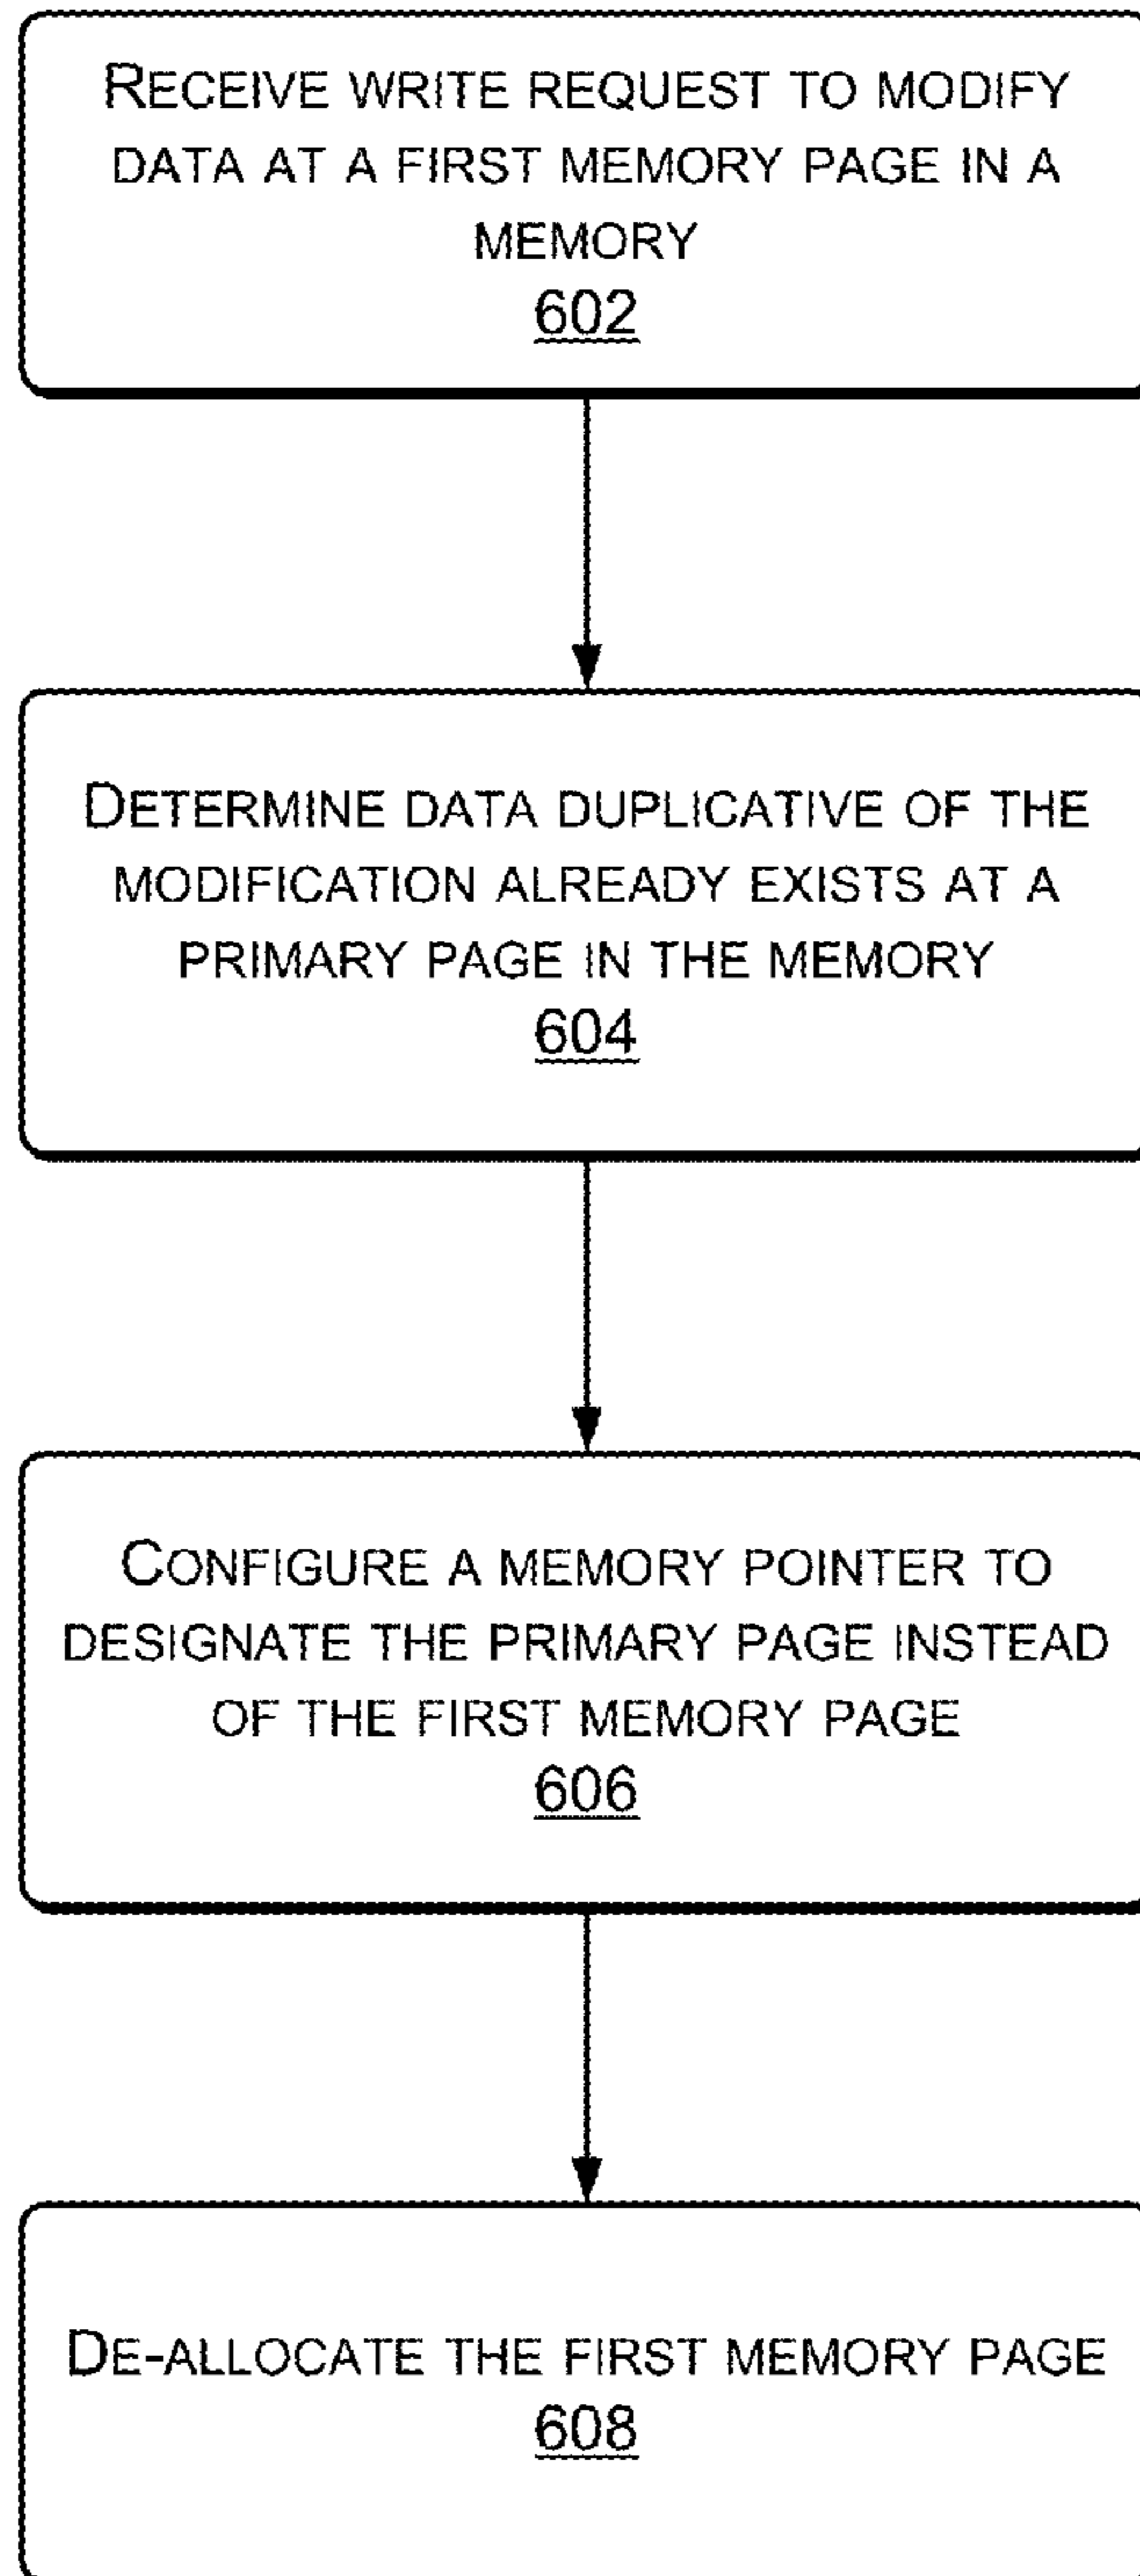 RECEIVE WRITE REQUEST TO MODIFY
DATA AT A FIRST MEMORY PAGE IN A
MEMORY
602
DETERMINE DATA DUPLICATIVE OF THE
MODIFICATION ALREADY EXISTS AT A
PRIMARY PAGE IN THE MEMORY
604
CONFIGURE A MEMORY POINTER TO
DESIGNATE THE PRIMARY PAGE INSTEAD
OF THE FIRST MEMORY PAGE
606
DE-ALLOCATE THE FIRST MEMORY PAGE
608